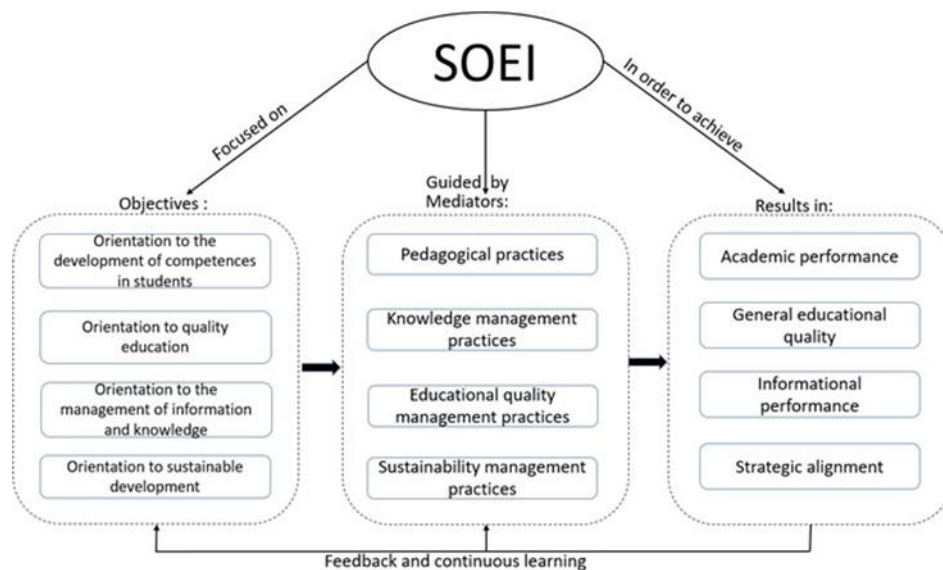 SOEI
Focused on
In order to achieve
Guided by
Mediators:
Objectives :
Results in:
Orientation to the
development of competences
in students
Orientation to quality
education
Orientation to the
management of information
and knowledge
Orientation to sustainable
development
Pedagogical practices
Knowledge management
practices
Educational quality
management practices
Sustainability management
practices
Academic performance
General educational
quality
Informational
performance
Strategic alignment
Feedback and continuous learning